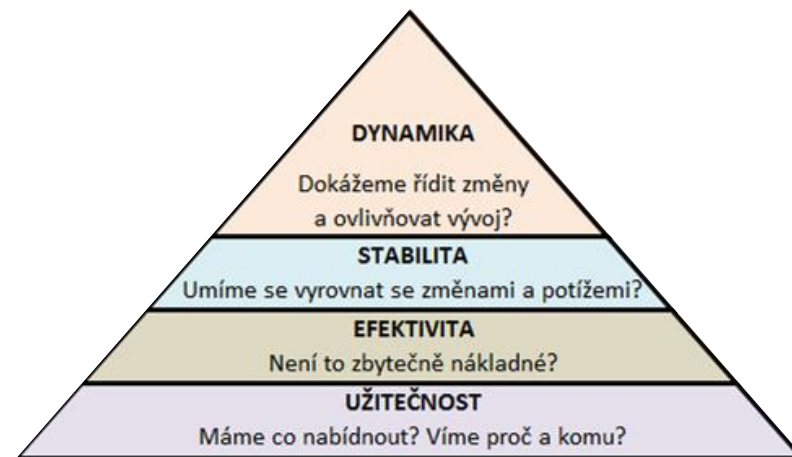 DYNAMIKA
Dokážeme řídit změny
a ovlivňovat vývoj?
STABILITA
Umíme se vyrovnat se změnami a potížemi?
EFEKTIVITA
Není to zbytečně nákladné?
UŽITEČNOST
Máme co nabídnout? Víme proč a komu?